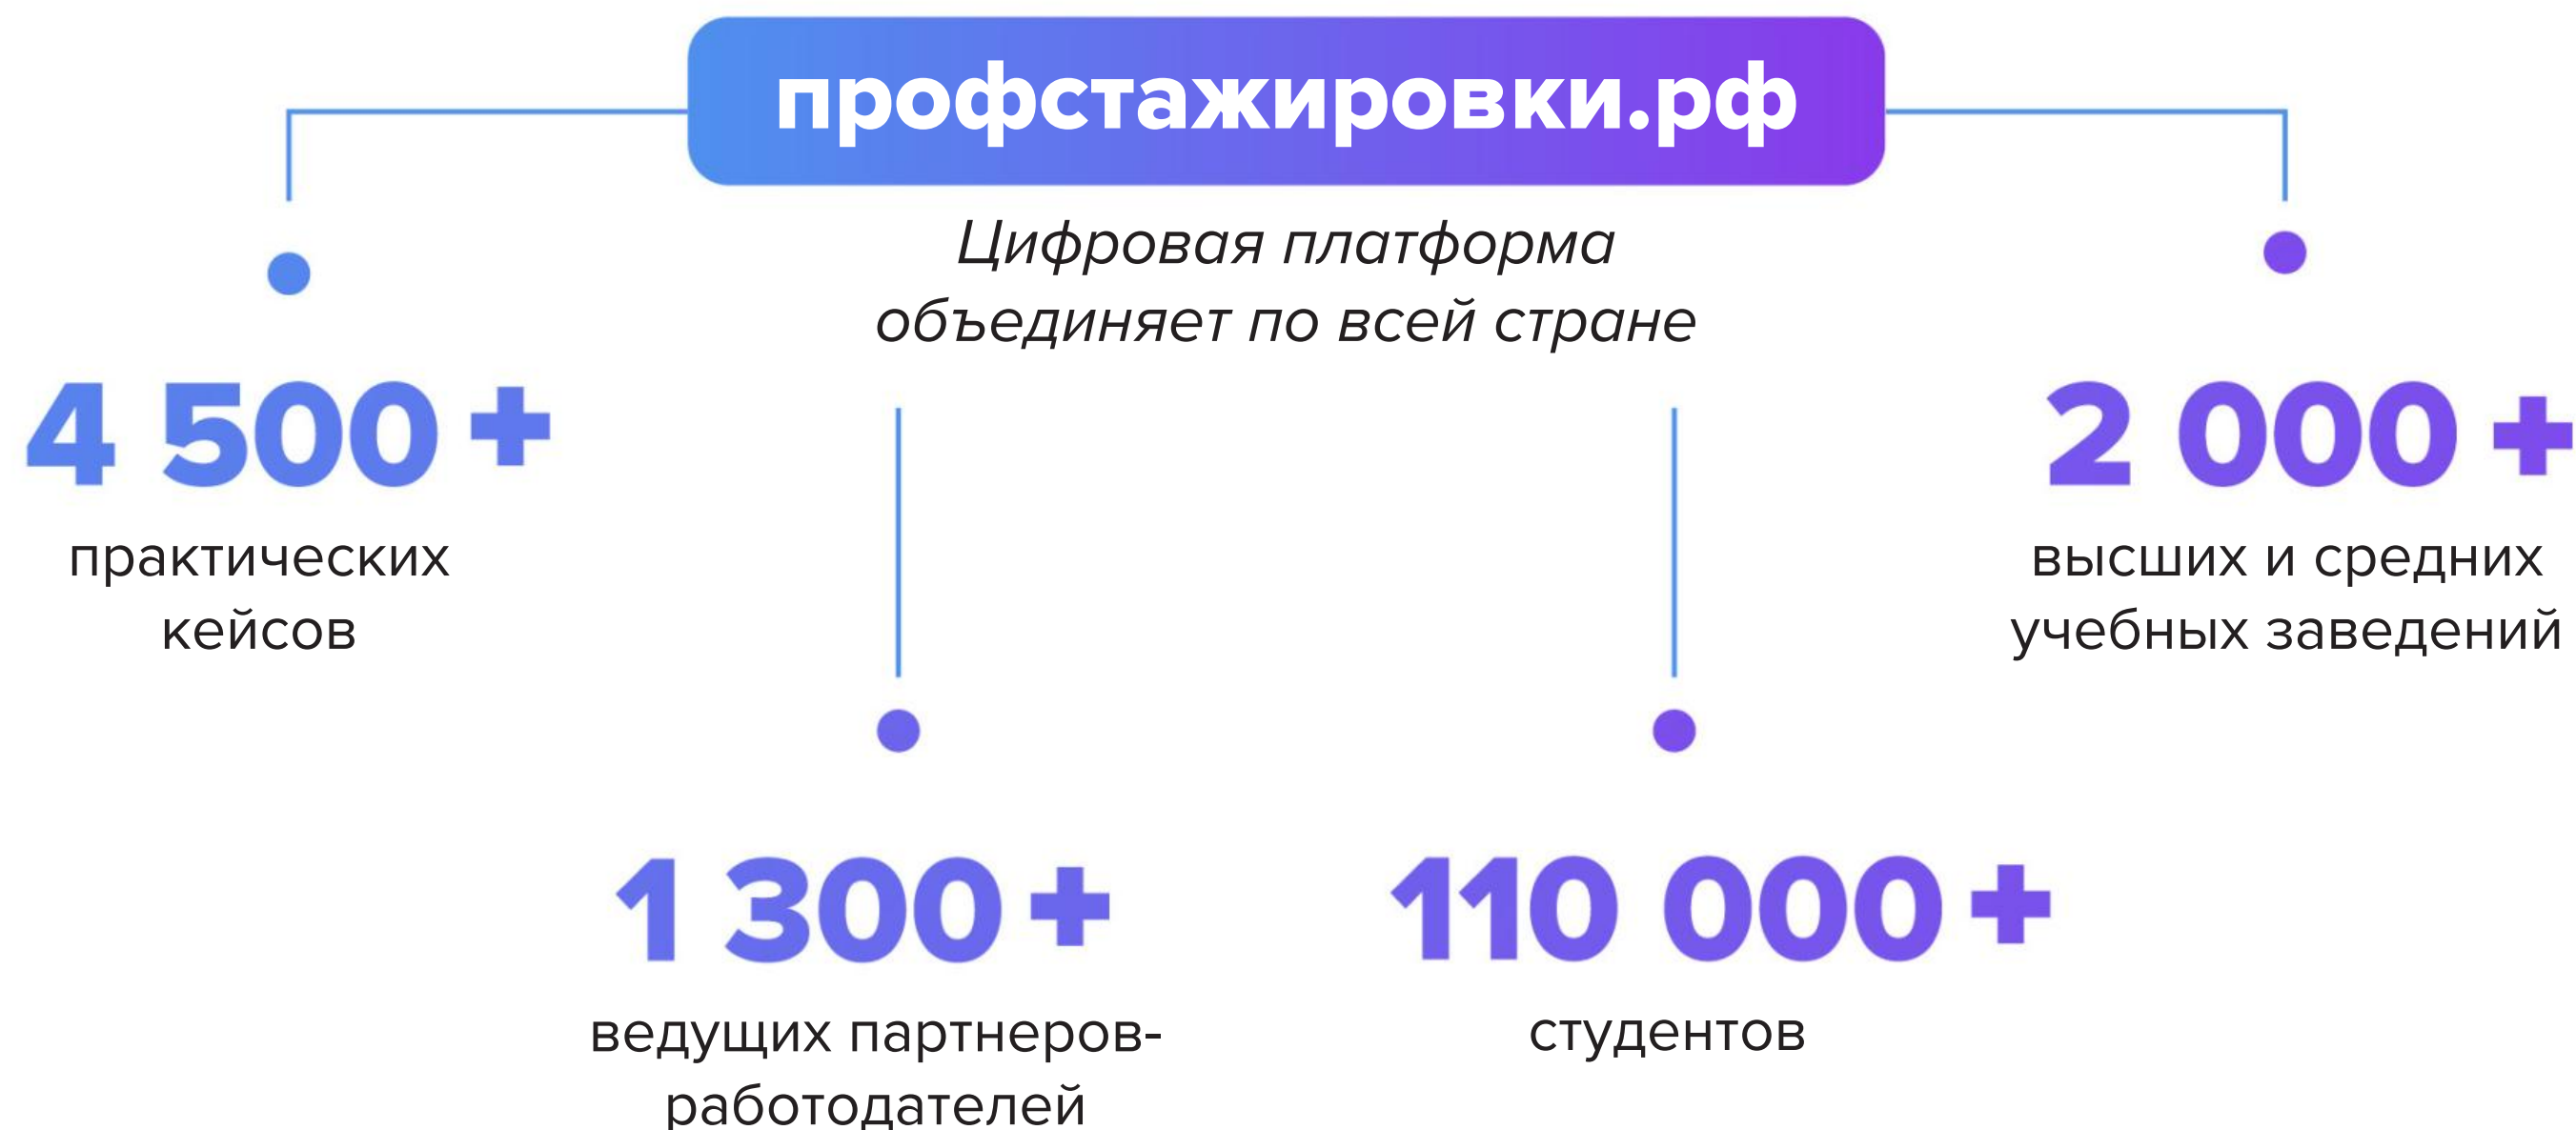 профстажировки.рф
Цифровая платформа
объединяет по всей стране
4 500 +
практических
кейсов
2 000 +
высших и средних
учебных заведений
1 300 +
ведущих партнеров-
работодателей
110 000 +
студентов